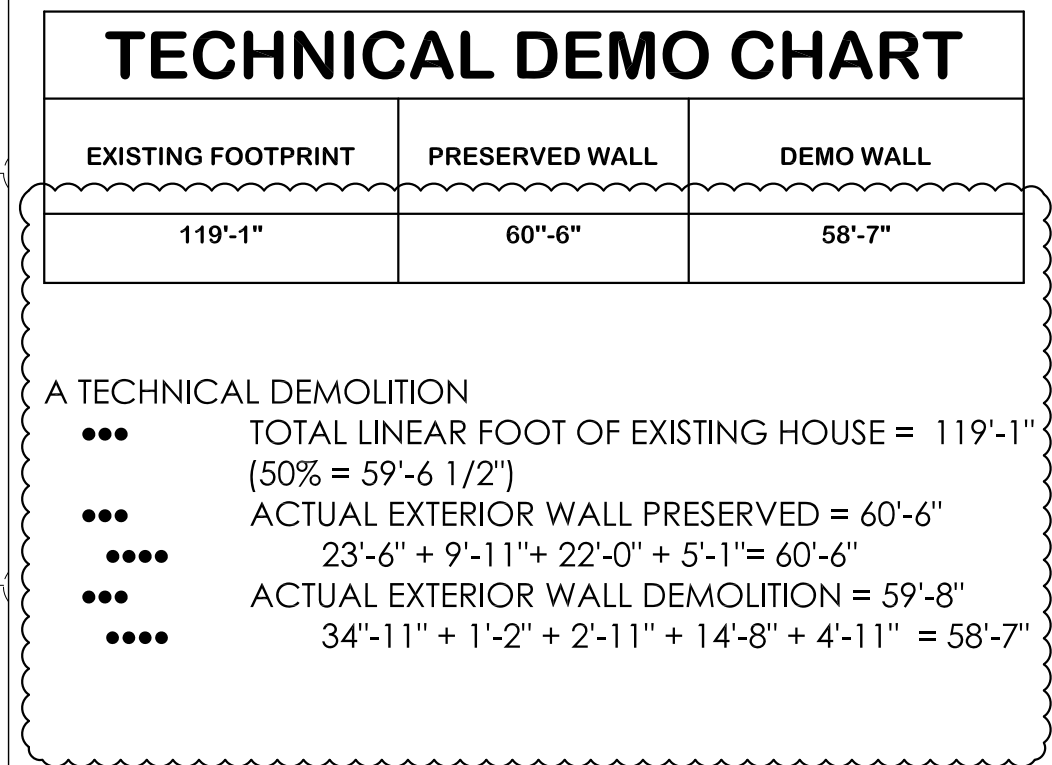 TECHNICAL DEMO CHART
EXISTING FOOTPRINT PRESERVED WALL DEMO WALL
119'-1" 60"-6" 58'-7"
A TECHNICAL DEMOLITION
••• TOTAL LINEAR FOOT OF EXISTING HOUSE = 119'-1"
(50% = 59'-6 1/2")
••• ACTUAL EXTERIOR WALL PRESERVED = 60'-6"
•••• 23'-6" + 9'-11"+ 22'-0" + 5'-1"= 60'-6"
••• ACTUAL EXTERIOR WALL DEMOLITION = 59'-8"
•••• 34"-11" + 1'-2" + 2'-11" + 14'-8" + 4'-11" = 58'-7"